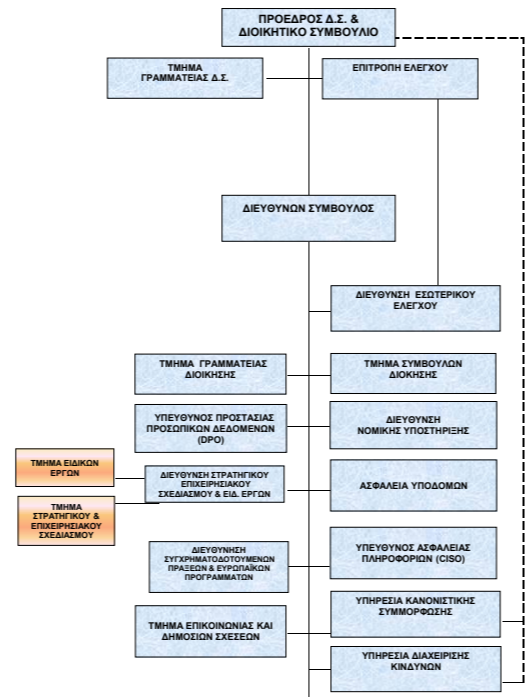 ΠΡΟΕΔΡΟΣ Δ.Σ. &
ΔΙΟΙΚΗΤΙΚΟ ΣΥΜΒΟΥΛΙΟ
ΤΜΗΜΑ
ΓΡΑΜΜΑΤΕΙΑΣ Δ.Σ.
ΕΠΙΤΡΟΠΗ ΕΛΕΓΧΟΥ
ΔΙΕΥΘΥΝΩΝ ΣΥΜΒΟΥΛΟΣ
ΔΙΕΥΘΥΝΣΗ ΕΣΩΤΕΡΙΚΟΥ
ΕΛΕΓΧΟΥ
ΤΜΗΜΑ ΓΡΑΜΜΑΤΕΙΑΣ
ΔΙΟΙΚΗΣΗΣ
ΤΜΗΜΑ ΣΥΜΒΟΥΛΩΝ
ΔΙΟΚΗΣΗΣ
ΥΠΕΥΘΥΝΟΣ ΠΡΟΣΤΑΣΙΑΣ
ΠΡΟΣΩΠΙΚΩΝ ΔΕΔΟΜΕΝΩΝ
(DPO)
ΔΙΕΥΘΥΝΣΗ
ΝΟΜΙΚΗΣ ΥΠΟΣΤΗΡΙΞΗΣ
ΤΜΗΜΑ ΕΙΔΙΚΩΝ
ΕΡΓΩΝ
ΔΙΕΥΘΥΝΣΗ ΣΤΡΑΤΗΓΙΚΟΥ
ΕΠΙΧΕΙΡΗΣΙΑΚΟΥ
ΣΧΕΔΙΑΣΜΟΥ & ΕΙΔ. ΕΡΓΩΝ
ΑΣΦΑΛΕΙΑ ΥΠΟΔΟΜΩΝ
ΤΜΗΜΑ
ΣΤΡΑΤΗΓΙΚΟΥ &
ΕΠΙΧΕΙΡΗΣΙΑΚΟΥ
ΣΧΕΔΙΑΣΜΟΥ
ΔΙΕΥΘΥΝΗΣΗ
ΣΥΓΧΡΗΜΑΤΟΔΟΤΟΥΜΕΝΩΝ
ΠΡΑΞΕΩΝ & ΕΥΡΩΠΑΪΚΩΝ
ΠΡΟΓΡΑΜΜΑΤΩΝ
ΥΠΕΥΘΥΝΟΣ ΑΣΦΑΛΕΙΑΣ
ΠΛΗΡΟΦΟΡΙΩΝ (CISO)
ΥΠΗΡΕΣΙΑ ΚΑΝΟΝΙΣΤΙΚΗΣ
ΣΥΜΜΟΡΦΩΣΗΣ
ΤΜΗΜΑ ΕΠΙΚΟΙΝΩΝΙΑΣ ΚΑΙ
ΔΗΜΟΣΙΩΝ ΣΧΕΣΕΩΝ
ΥΠΗΡΕΣΙΑ ΔΙΑΧΕΙΡΙΣΗΣ
ΚΙΝΔΥΝΩΝ